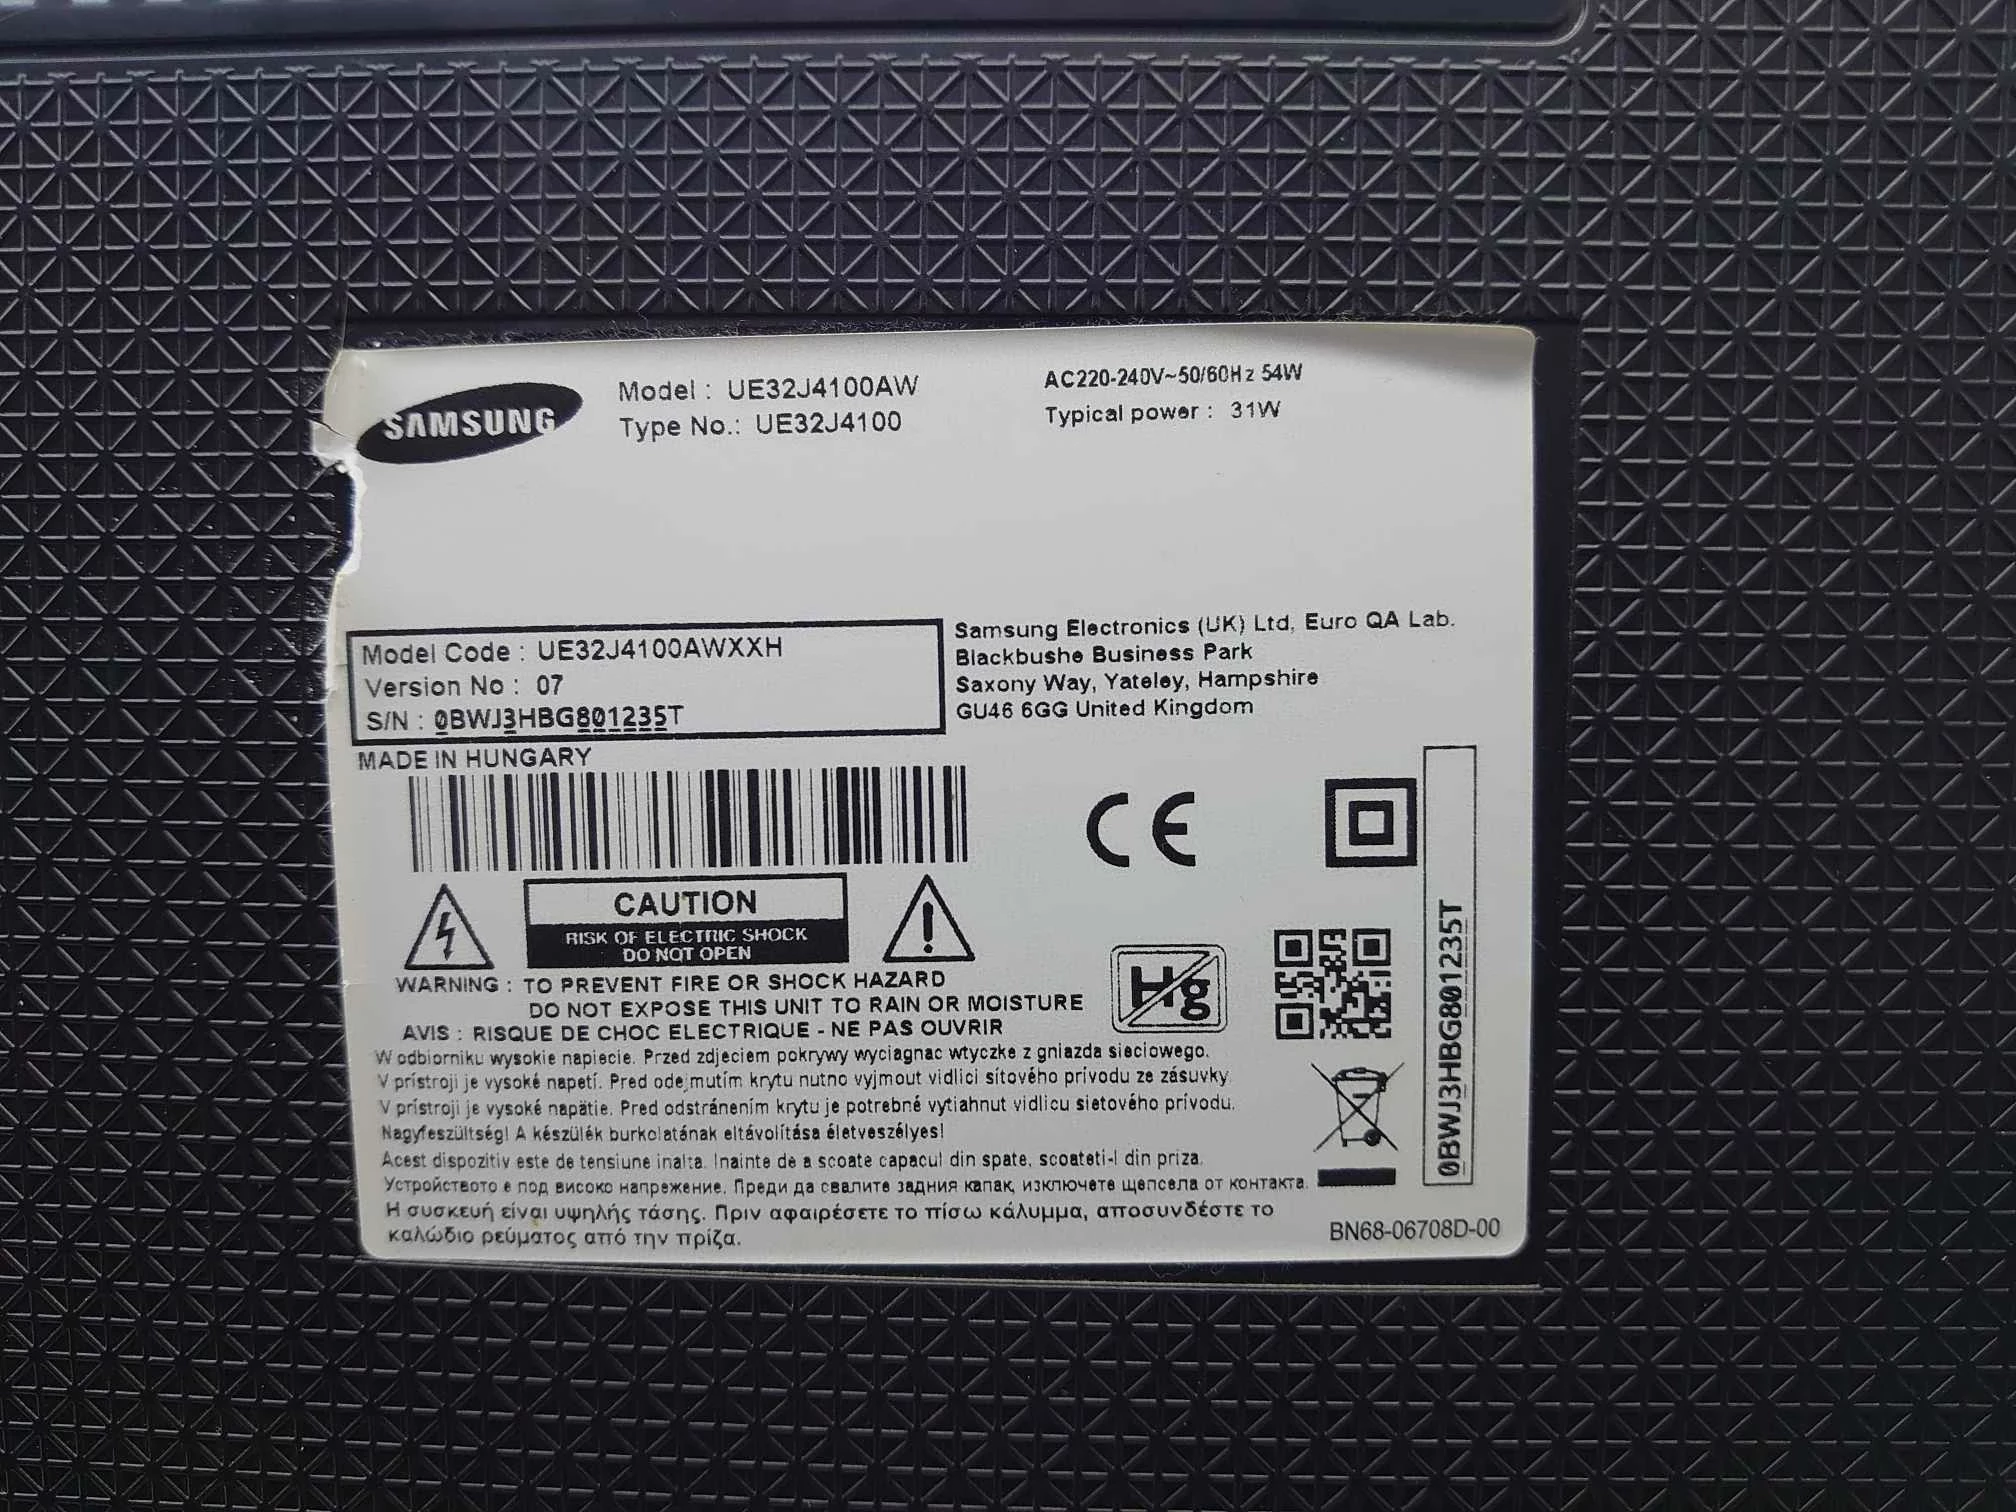 SAMSUNG
Model : UE32J4100AW
Type No.: UE32J4100
AC220-240V~50/60Hz 54W
Typical power : 31W
Model Code : UE32J4100AWXXH
Version No : 07
S/N : 0BWJ3HBG801235T
Samsung Electronics (UK) Ltd, Euro QA Lab.
Blackbushe Business Park
Saxony Way, Yateley, Hampshire
GU46 6GG United Kingdom
MADE IN HUNGARY
CE
CAUTION
RISK OF ELECTRIC SHOCK
DO NOT OPEN
Hg
0BWJ3HBG801235T
WARNING : TO PREVENT FIRE OR SHOCK HAZARD
DO NOT EXPOSE THIS UNIT TO RAIN OR MOISTURE
AVIS : RISQUE DE CHOC ELECTRIQUE - NE PAS OUVRIR
W odbiorniku wysokie napiecie. Przed zdjeciem pokrywy wyciagnac wtyczke z gniazda sieciowego.
V prístroji je vysoké napetí. Pred odejmutím krytu nutno vyjmout vidlici sítového prívodu ze zásuvky
V prístroji je vysoké napätie. Pred odstránením krytu je potrebné vytiahnut vidlicu sietového prívodu.
Nagyfeszültség! A készülék burkolatának eltávolítása életveszélyes!
Acest dispozitiv este de tensiune inalta. Inainte de a scoate capacul din spate, scoateti-l din priza.
Устройството е под високо напрежение. Преди да свалите задния капак, изключете щепсела от контакта.
Η συσκευή είναι υψηλής τάσης. Πριν αφαιρέσετε το πίσω κάλυμμα, αποσυνδέστε το
καλώδιο ρεύματος από την πρίζα.
BN68-06708D-00